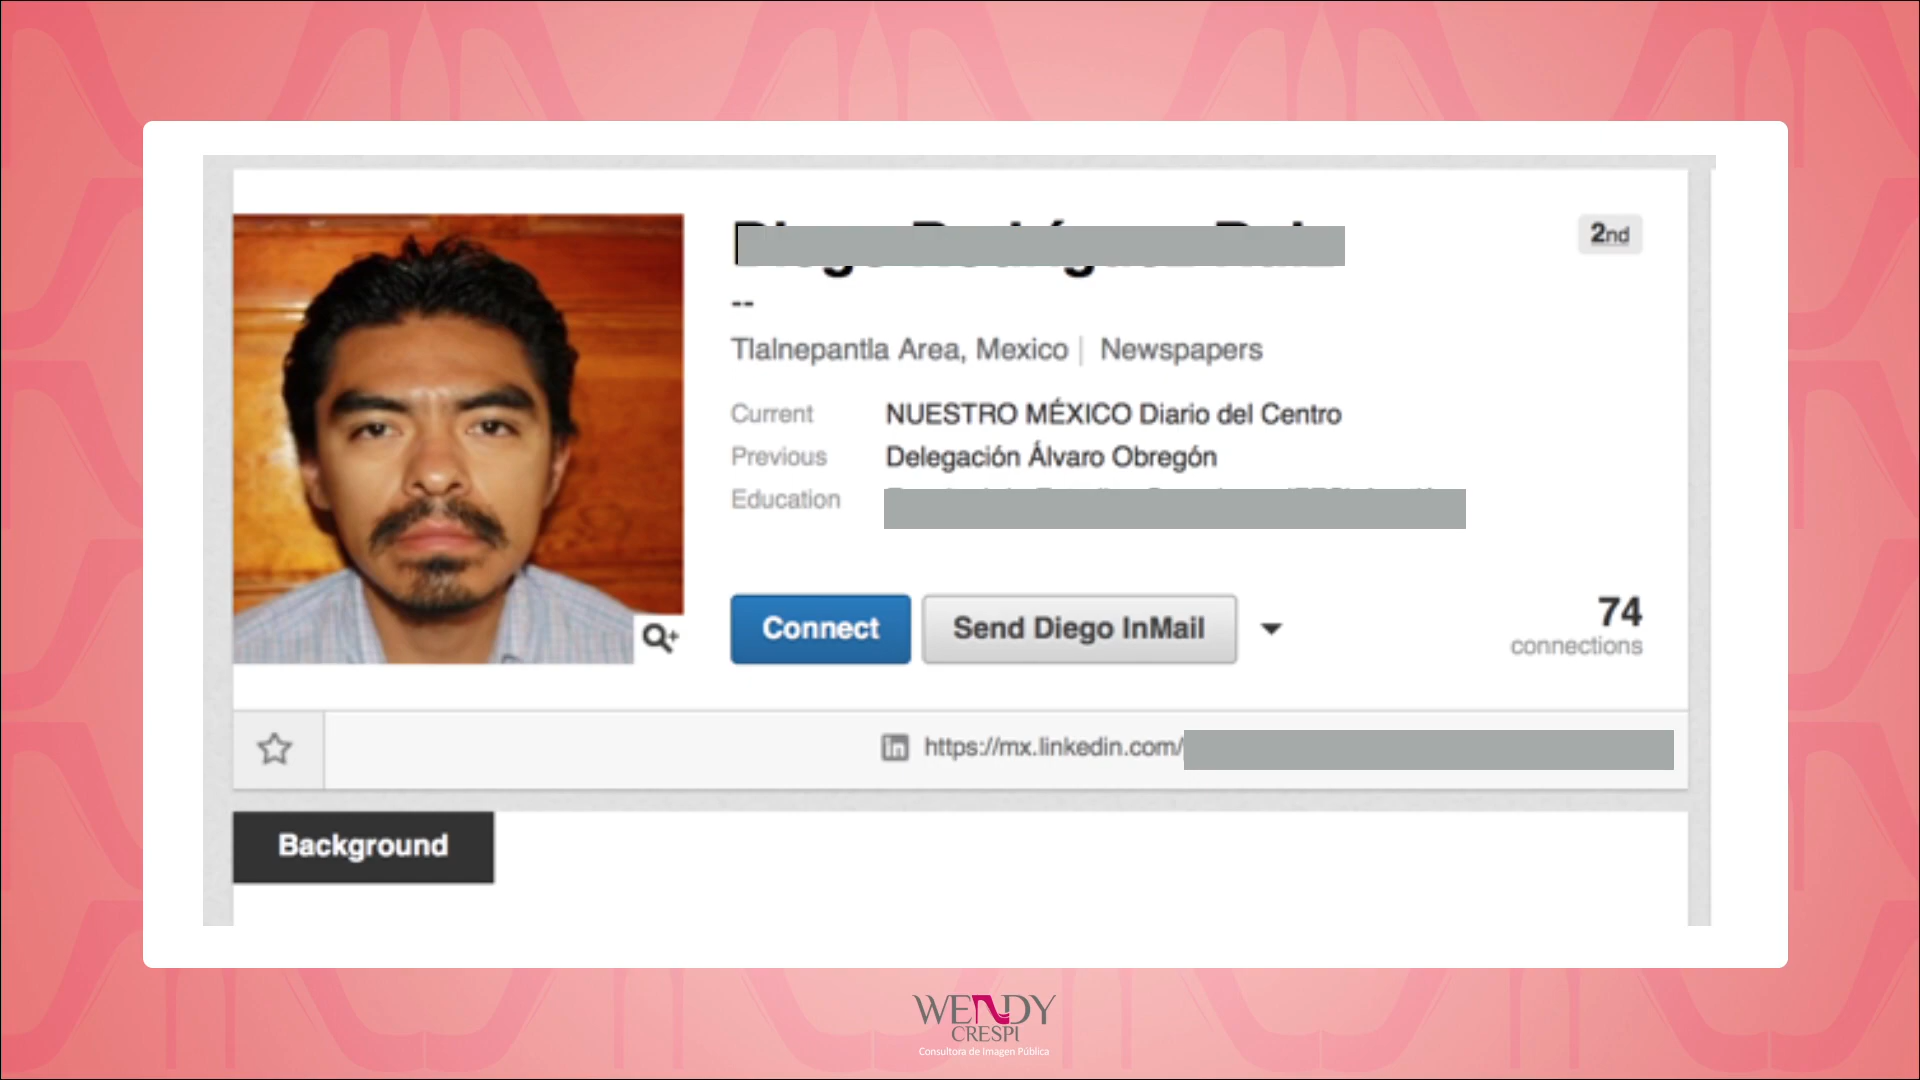 2nd
--
Tlalnepantla Area, Mexico | Newspapers
Current NUESTRO MÉXICO Diario del Centro
Previous Delegación Álvaro Obregón
Education
Connect Send Diego InMail
74
connections
https://mx.linkedin.com/
Background
WENDY
CRESPI
Consultora de Imagen Pública